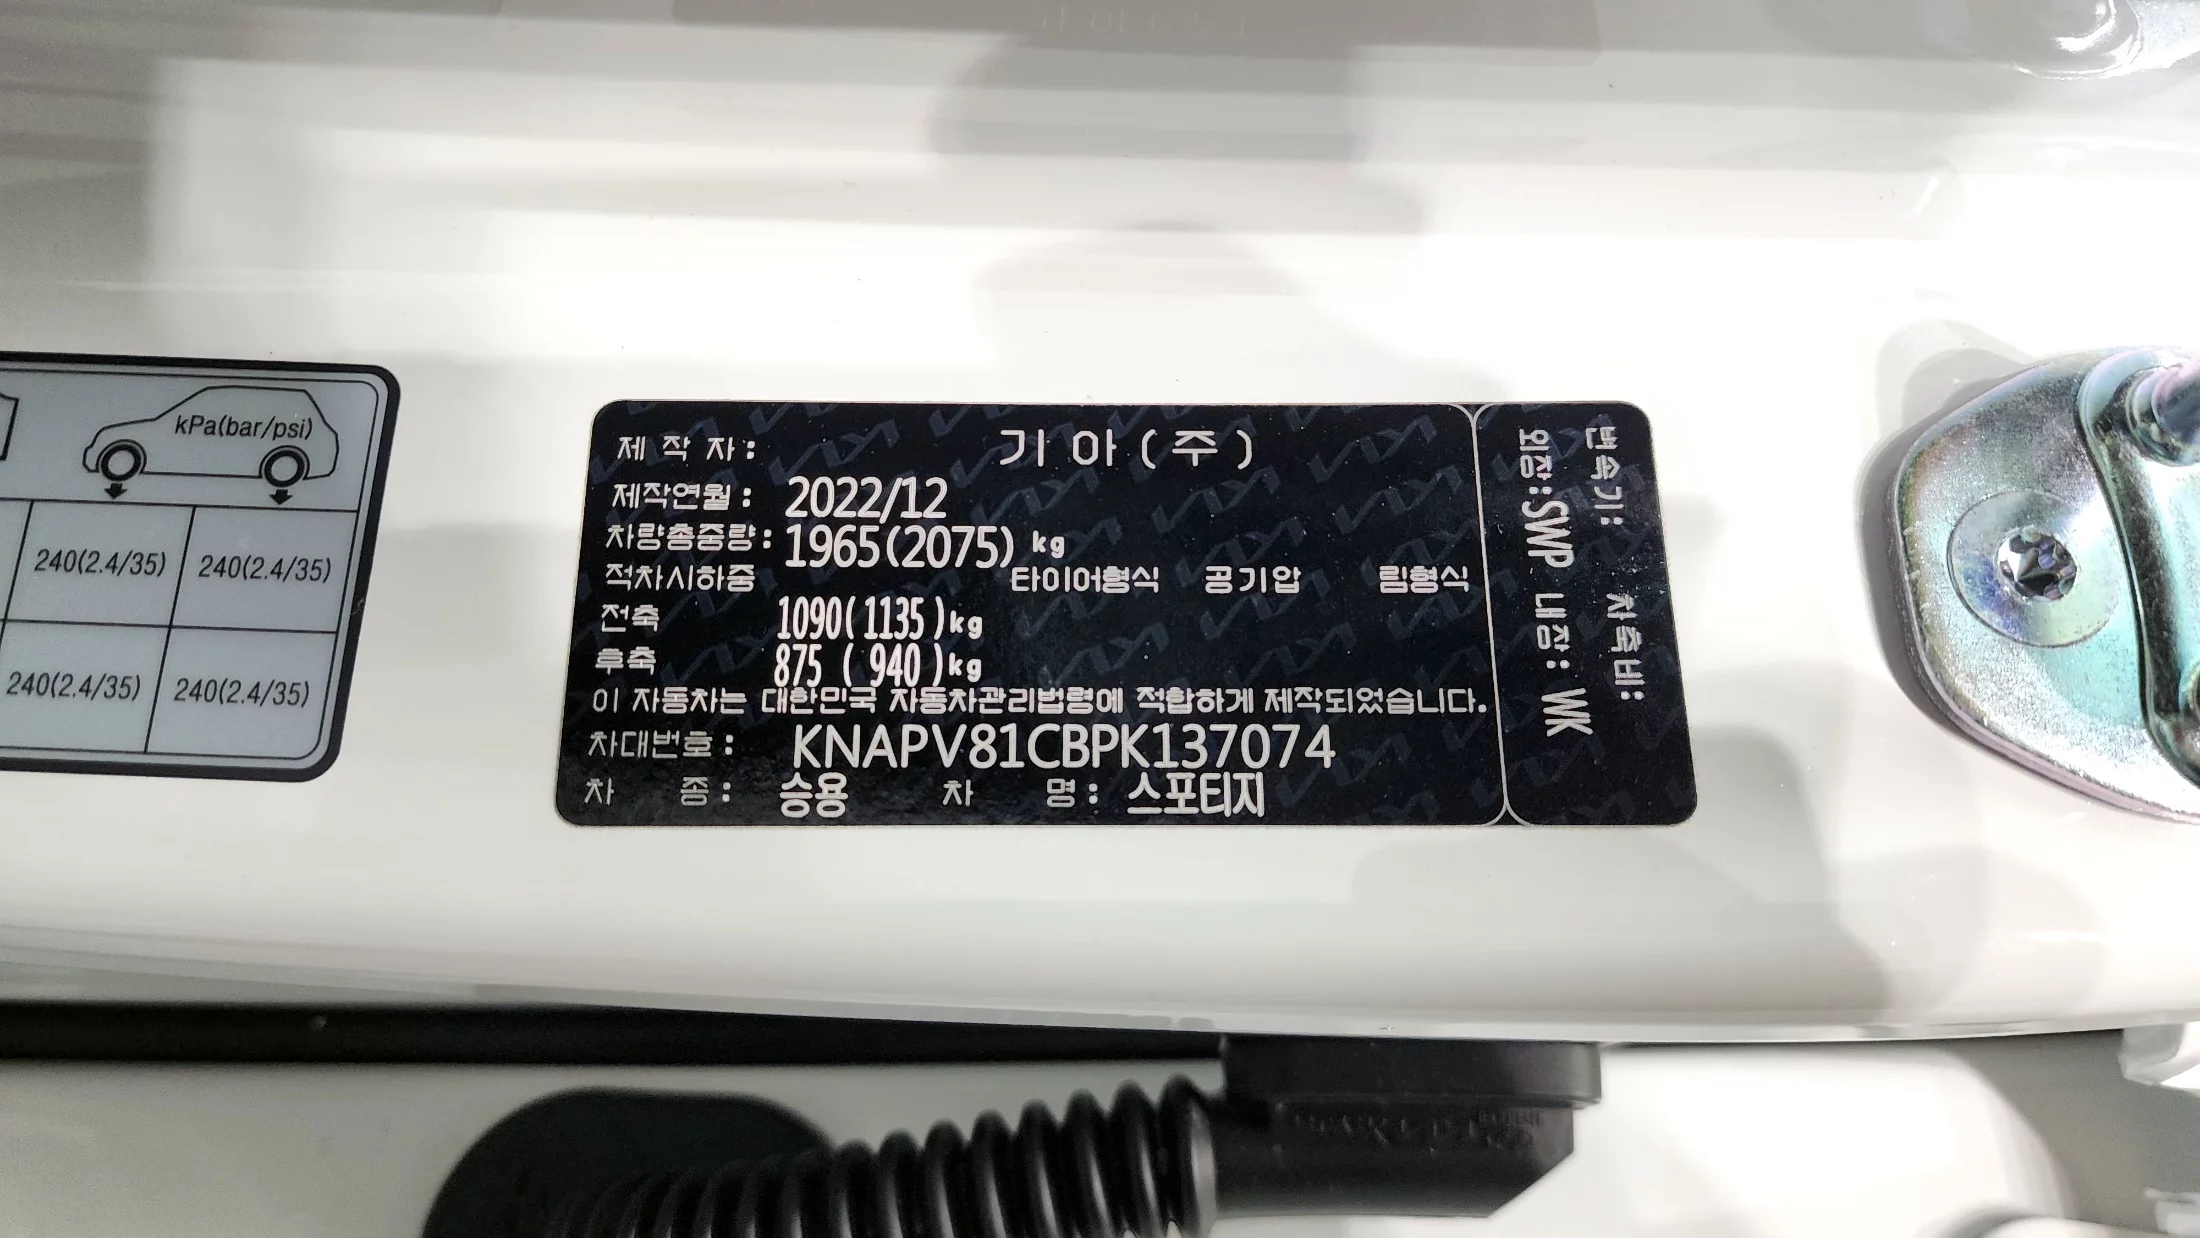 kPa(bar/psi)
240(2.4/35) 240(2.4/35)
240(2.4/35) 240(2.4/35)
제 작 자 : 기 아 ( 주 )
제작연월 : 2022/12
차량총중량 : 1965(2075) kg
적차시하중 타이어형식 공기압 림형식
전축 1090( 1135 )kg
후축 875 ( 940 )kg
이 자동차는 대한민국 자동차관리법령에 적합하게 제작되었습니다.
차대번호 : KNAPV81CBPK137074
차 종 : 승용 차 명 : 스포티지
변속기: 차축비:
외장:SWP 내장: WK